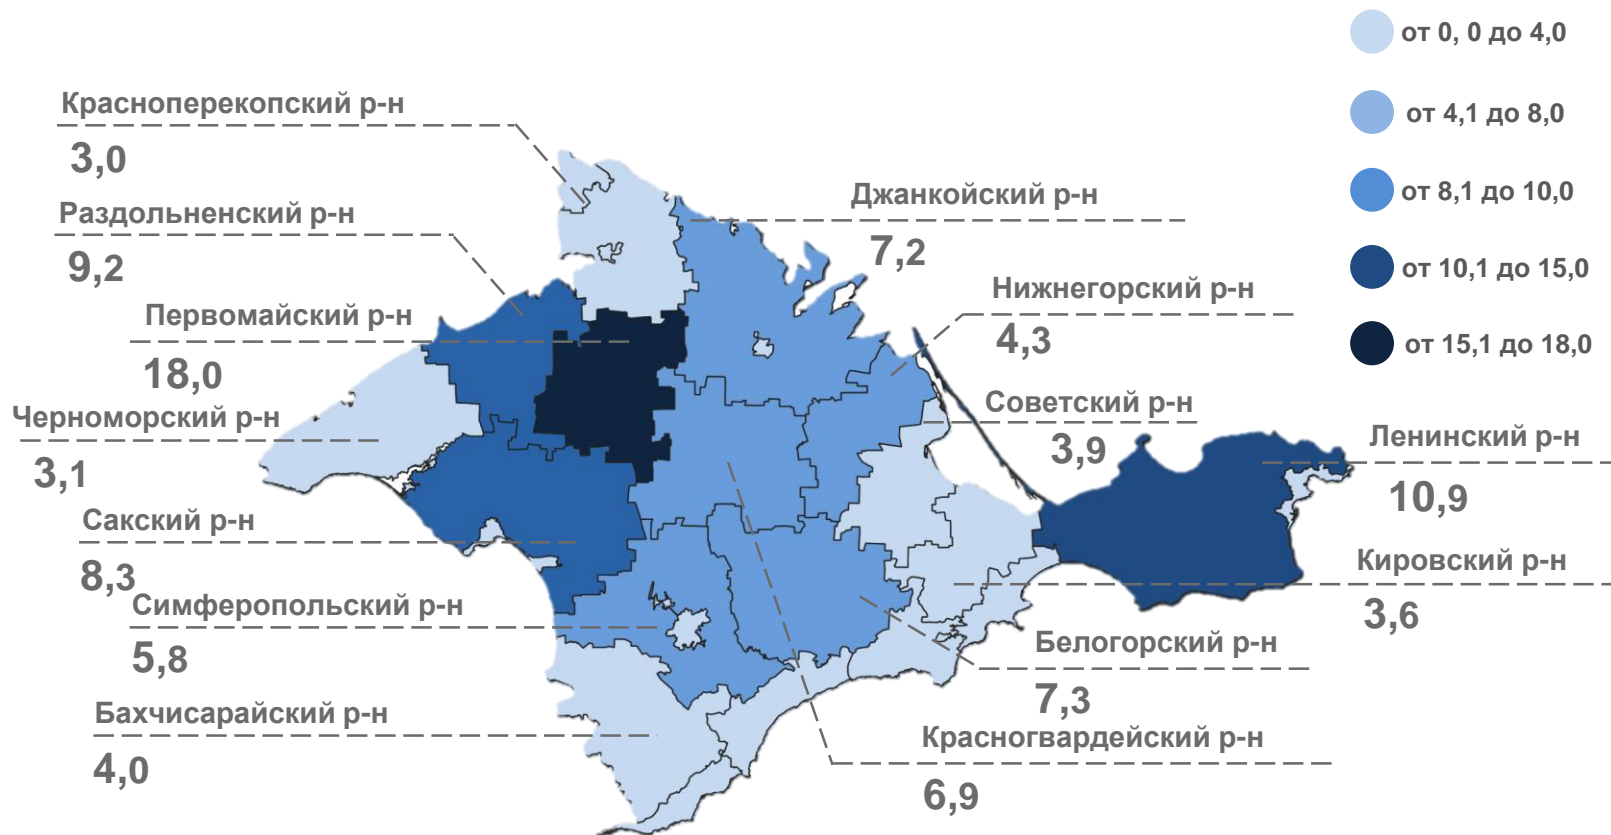 от 0, 0 до 4,0
от 4,1 до 8,0
от 8,1 до 10,0
от 10,1 до 15,0
от 15,1 до 18,0
Красноперекопский р-н
3,0
Раздольненский р-н
9,2
Первомайский р-н
18,0
Черноморский р-н
3,1
Сакский р-н
8,3
Симферопольский р-н
5,8
Бахчисарайский р-н
4,0
Джанкойский р-н
7,2
Нижнегорский р-н
4,3
Советский р-н
3,9
Ленинский р-н
10,9
Кировский р-н
3,6
Белогорский р-н
7,3
Красногвардейский р-н
6,9